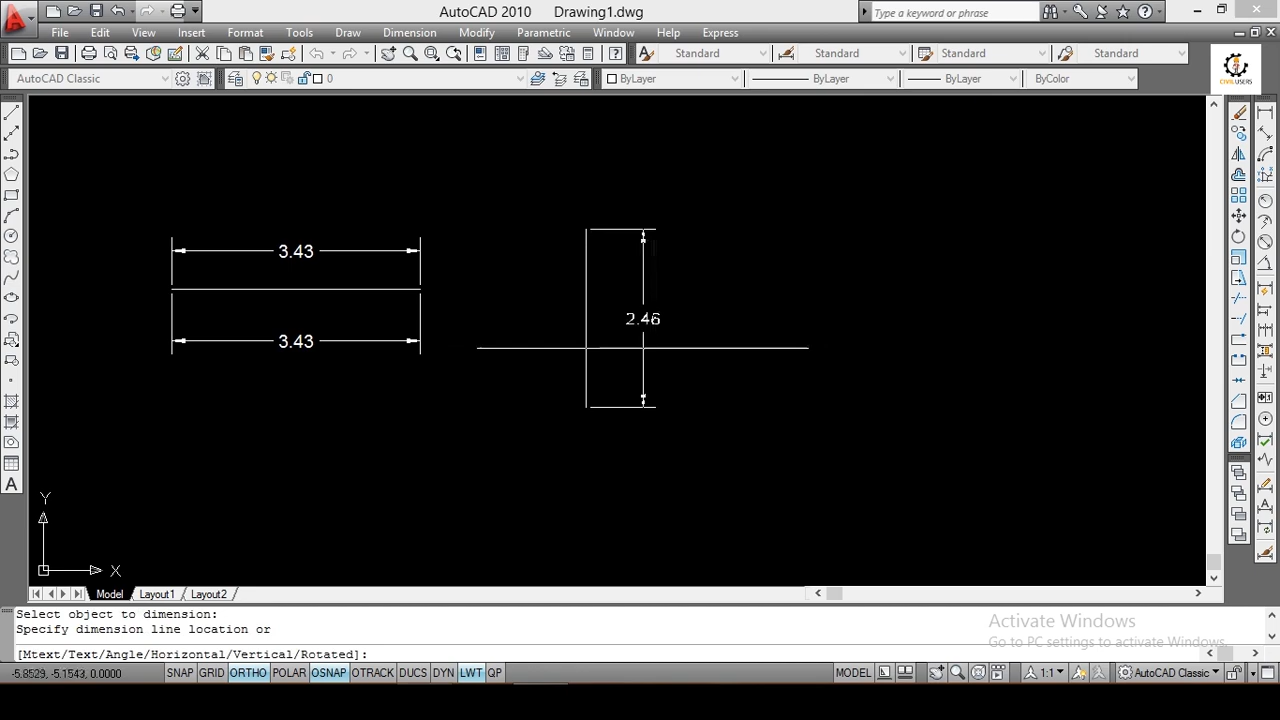 AutoCAD 2010 Drawing1.dwg
Type a keyword or phrase
File Edit View Insert Format Tools Draw Dimension Modify Parametric Window Help Express
Standard Standard Standard Standard
AutoCAD Classic 0 ByLayer ByLayer ByLayer ByColor
CIVIL USERS
3.43
3.43
2.46
Y
X
Model Layout1 Layout2
Select object to dimension:
Specify dimension line location or
[Mtext/Text/Angle/Horizontal/Vertical/Rotated]:
Activate Windows
Go to PC settings to activate Windows.
-5.8529, -5.1543, 0.0000 SNAP GRID ORTHO POLAR OSNAP OTRACK DUCS DYN LWT QP MODEL 1:1 AutoCAD Classic